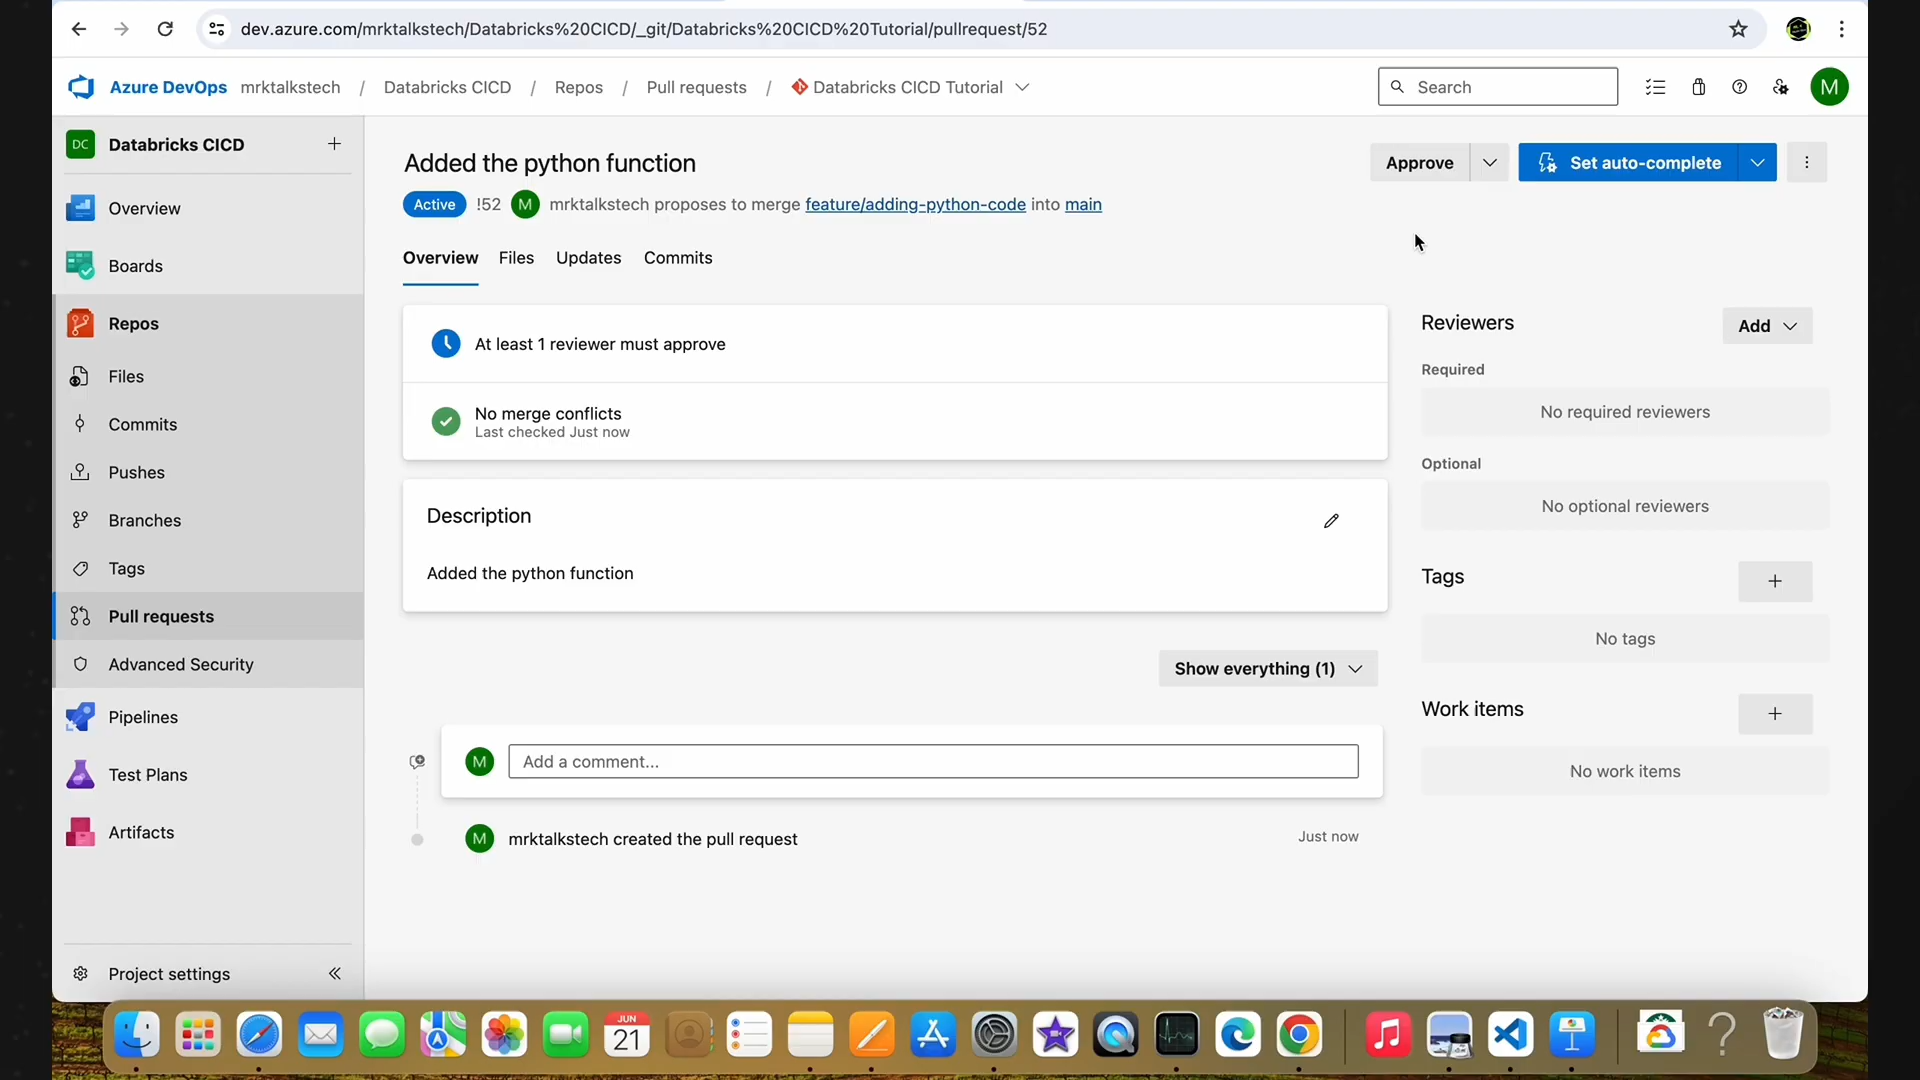 dev.azure.com/mrktalkstech/Databricks%20CICD/_git/Databricks%20CICD%20Tutorial/pullrequest/52
Azure DevOps mrktalkstech / Databricks CICD / Repos / Pull requests / Databricks CICD Tutorial
Search
M
DC Databricks CICD
Overview
Boards
Repos
Files
Commits
Pushes
Branches
Tags
Pull requests
Advanced Security
Pipelines
Test Plans
Artifacts
Project settings
Added the python function
Approve
Set auto-complete
Active !52 M mrktalkstech proposes to merge feature/adding-python-code into main
Overview Files Updates Commits
At least 1 reviewer must approve
No merge conflicts
Last checked Just now
Description
Added the python function
Show everything (1)
M Add a comment...
M mrktalkstech created the pull request Just now
Reviewers
Add
Required
No required reviewers
Optional
No optional reviewers
Tags
No tags
Work items
No work items
JUN
21